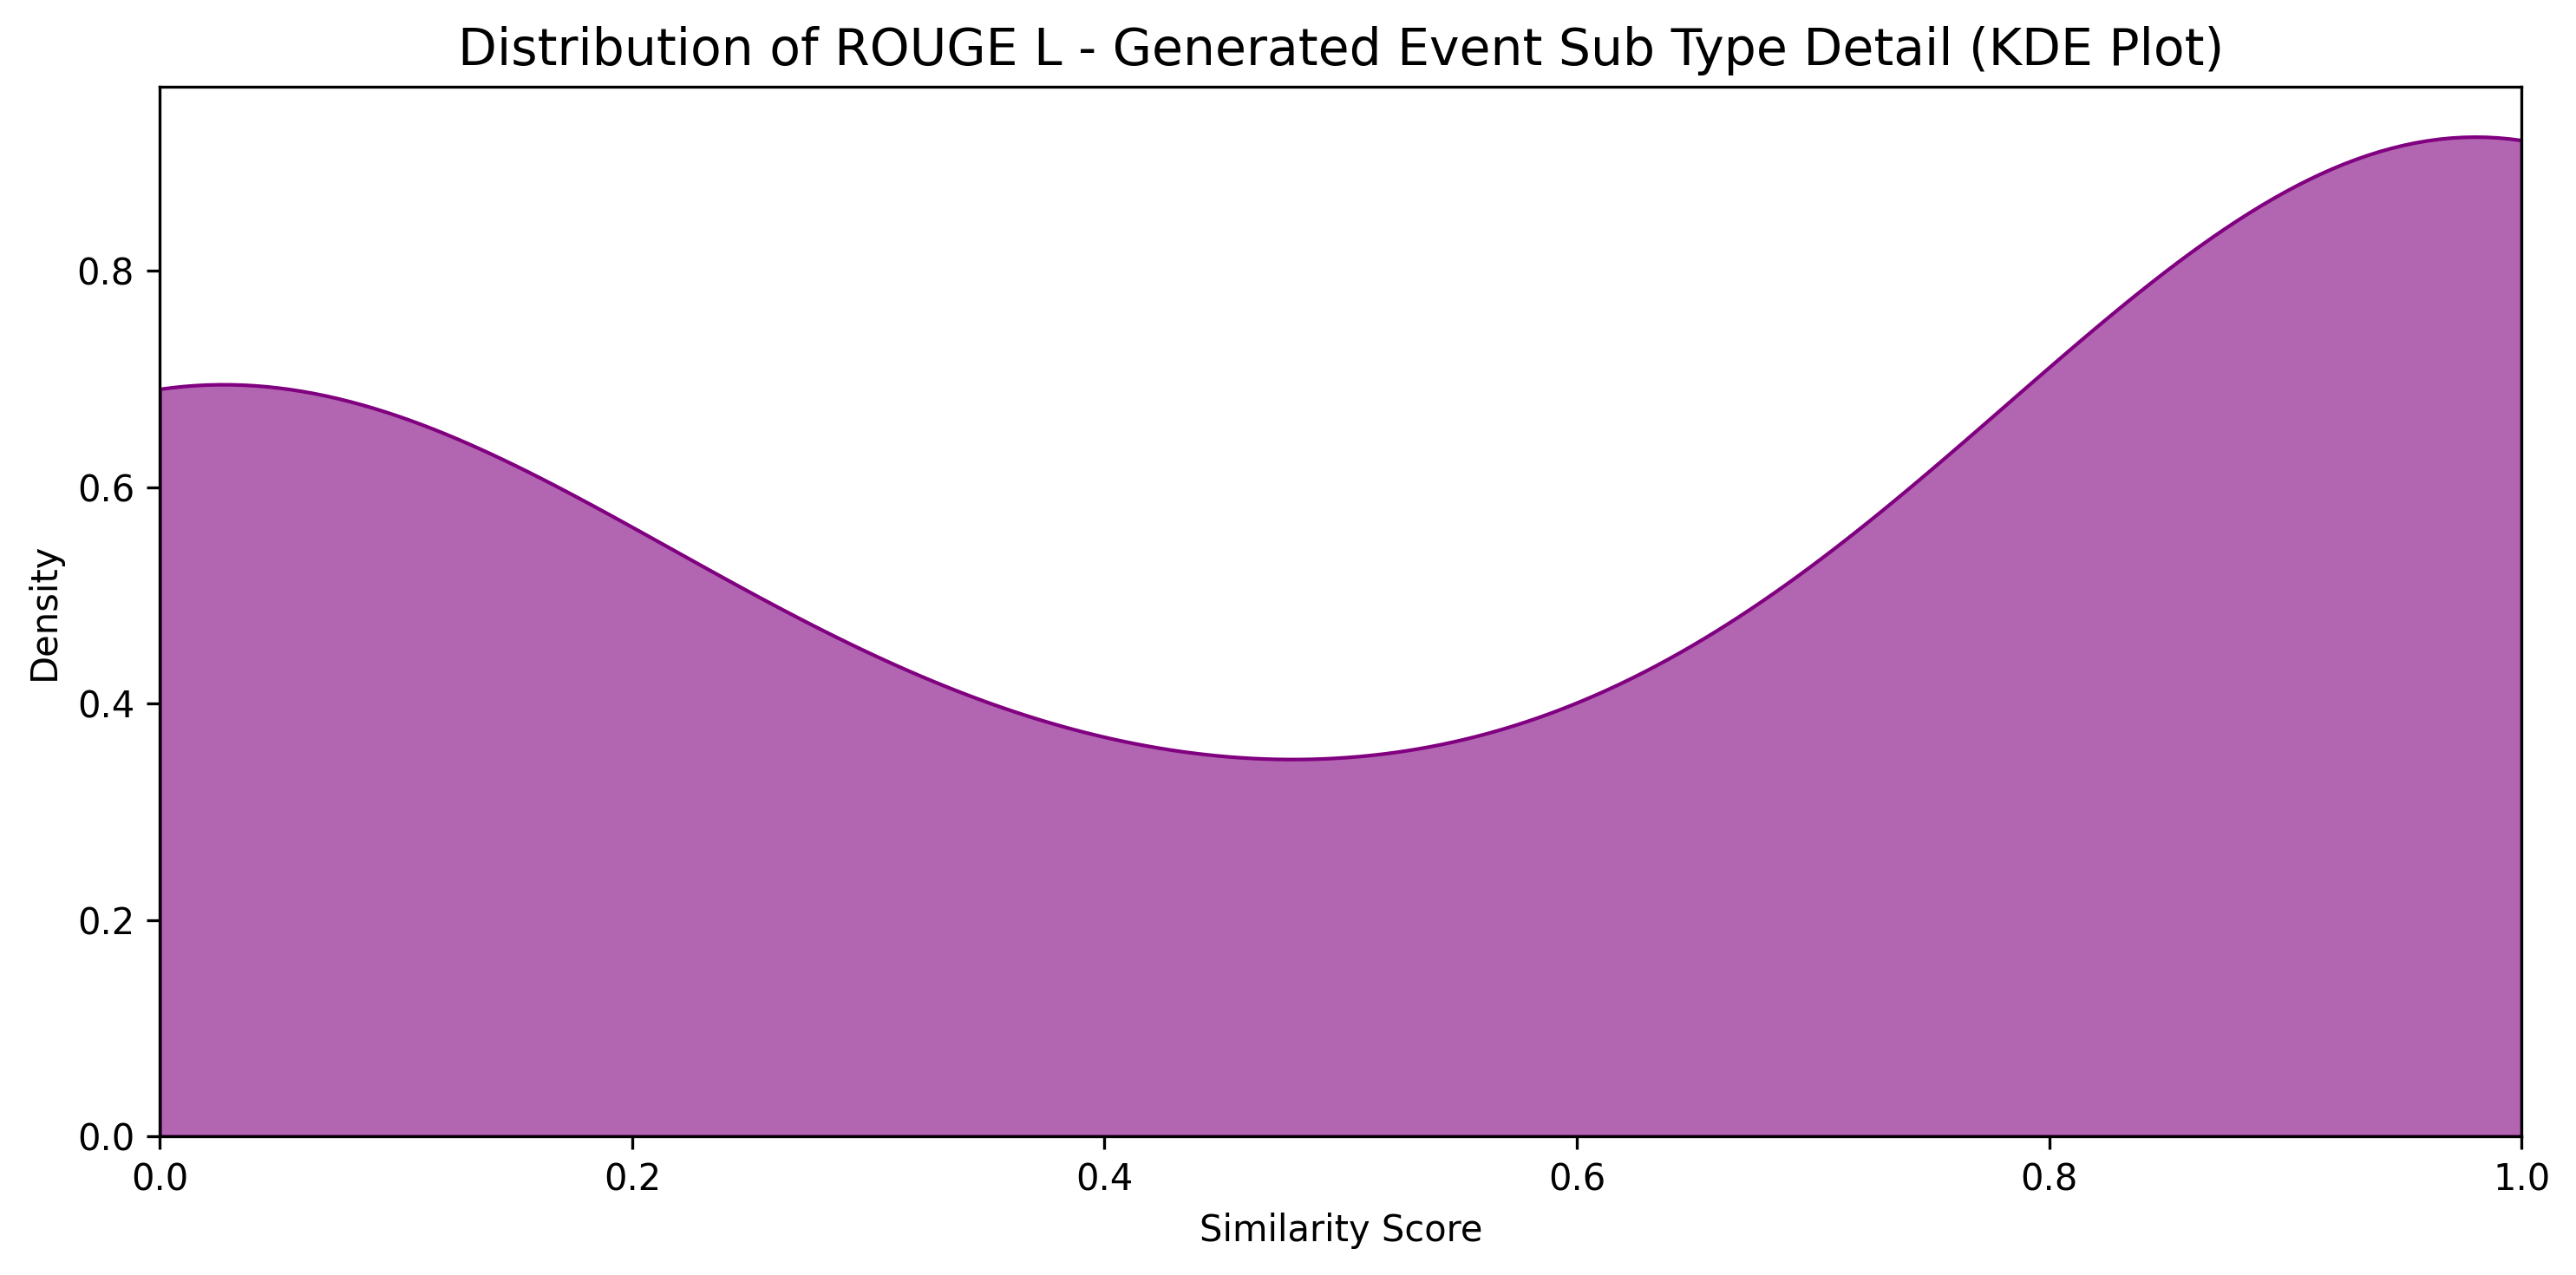 Distribution of ROUGE L - Generated Event Sub Type Detail (KDE Plot)
Density
0.8
0.6
0.4
0.2
0.0
0.0 0.2 0.4 0.6 0.8 1.0
Similarity Score